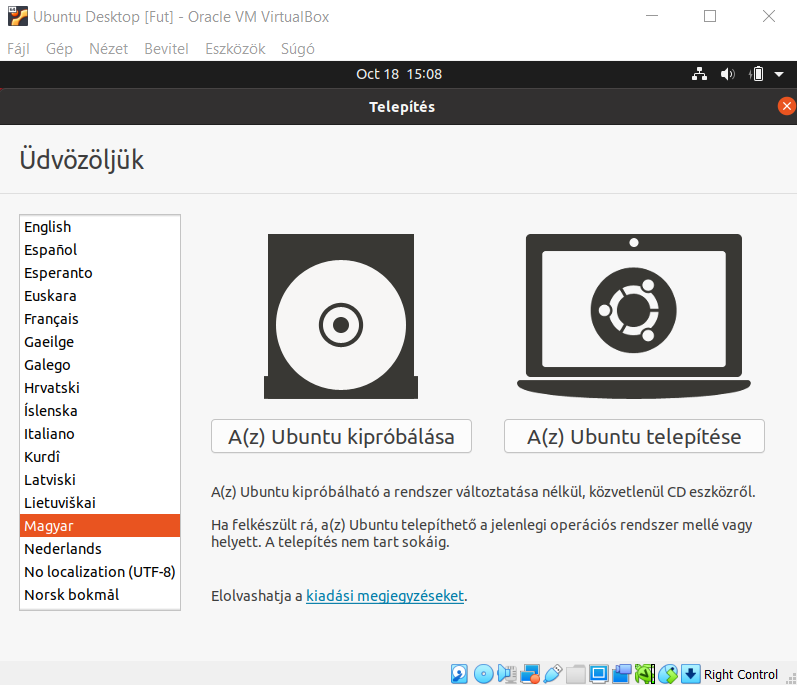 Ubuntu Desktop [Fut] - Oracle VM VirtualBox
Fájl Gép Nézet Bevitel Eszközök Súgó
Oct 18 15:08
Telepítés
Üdvözöljük
English
Español
Esperanto
Euskara
Français
Gaeilge
Galego
Hrvatski
Íslenska
Italiano
Kurdî
Latviski
Lietuviškai
Magyar
Nederlands
No localization (UTF-8)
Norsk bokmål
A(z) Ubuntu kipróbálása
A(z) Ubuntu telepítése
A(z) Ubuntu kipróbálható a rendszer változtatása nélkül, közvetlenül CD eszközről.
Ha felkészült rá, a(z) Ubuntu telepíthető a jelenlegi operációs rendszer mellé vagy
helyett. A telepítés nem tart sokáig.
Elolvashatja a kiadási megjegyzéseket.
Right Control